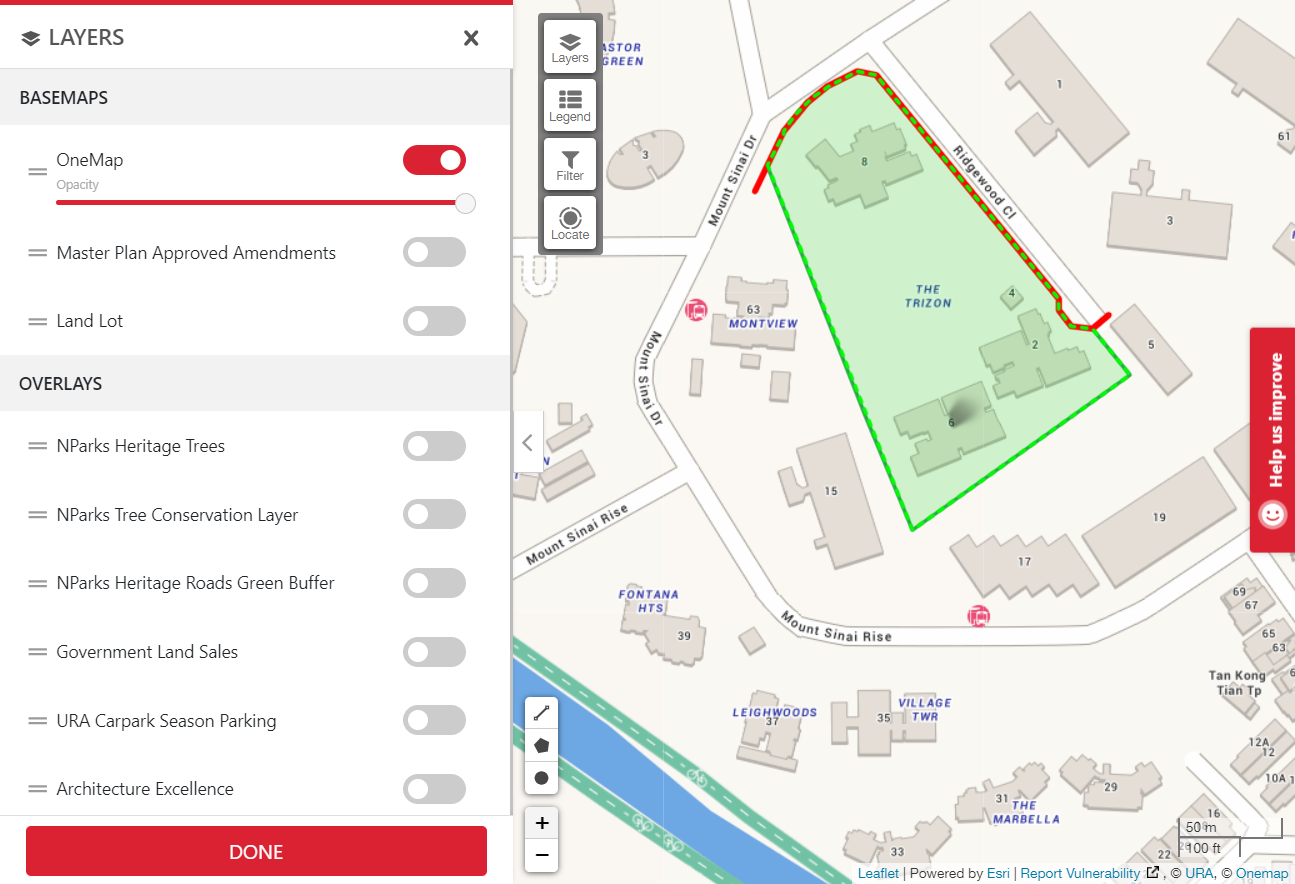 LAYERS
BASEMAPS
OneMap
Opacity
Master Plan Approved Amendments
Land Lot
OVERLAYS
NParks Heritage Trees
NParks Tree Conservation Layer
NParks Heritage Roads Green Buffer
Government Land Sales
URA Carpark Season Parking
Architecture Excellence
DONE
Layers
Legend
Filter
Locate
ASTOR
GREEN
3
Mount Sinai Dr
8
Ridgewood Cl
1
61
3
THE
TRIZON
4
2
6
5
63
MONTVIEW
Mount Sinai Dr
15
Mount Sinai Rise
19
17
FONTANA
HTS
39
Mount Sinai Rise
69
67
65
63
Tan Kong
Tian Tp
LEIGHWOODS
37
35
VILLAGE
TWR
12A
12
10A
29
31
THE
MARBELLA
33
16
22
50 m
100 ft
+
−
Help us improve
Leaflet | Powered by Esri | Report Vulnerability , © URA, © Onemap